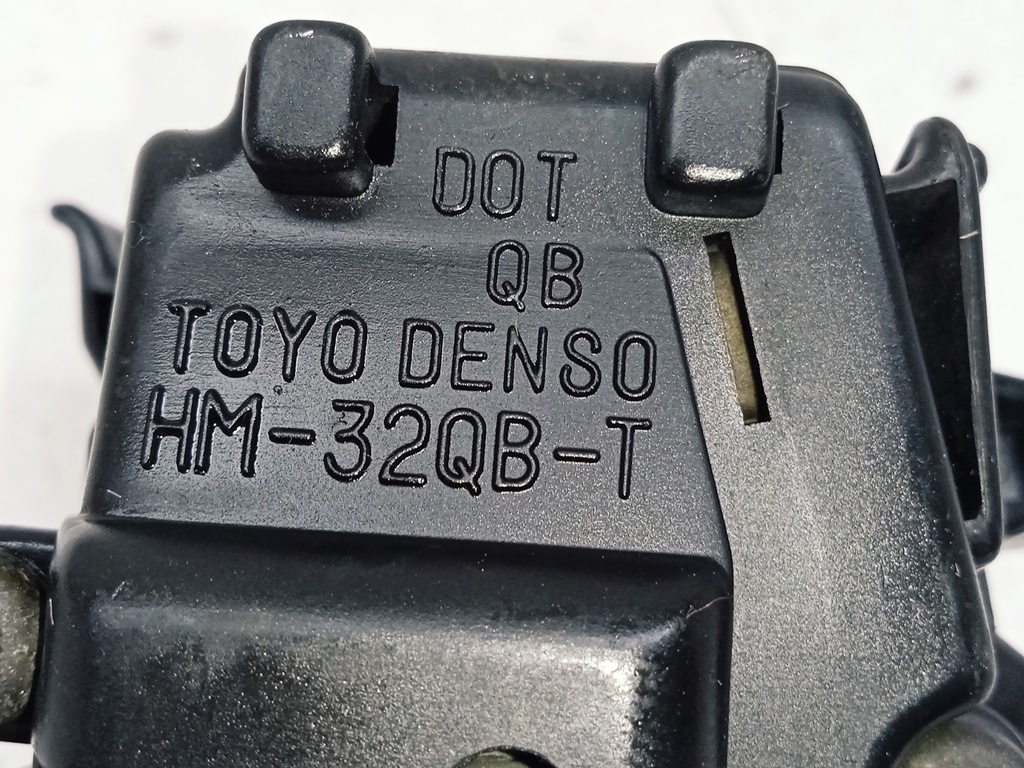 DOT
QB
TOYO DENSO
HM-32QB-T